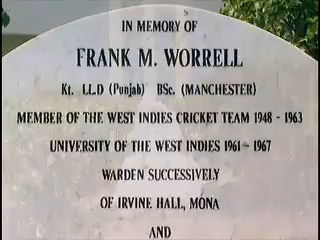 IN MEMORY OF
FRANK M. WORRELL
Kt. LL.D (Punjab) BSc. (MANCHESTER)
MEMBER OF THE WEST INDIES CRICKET TEAM 1948 - 1963
UNIVERSITY OF THE WEST INDIES 1961 - 1967
WARDEN SUCCESSIVELY
OF IRVINE HALL, MONA
AND